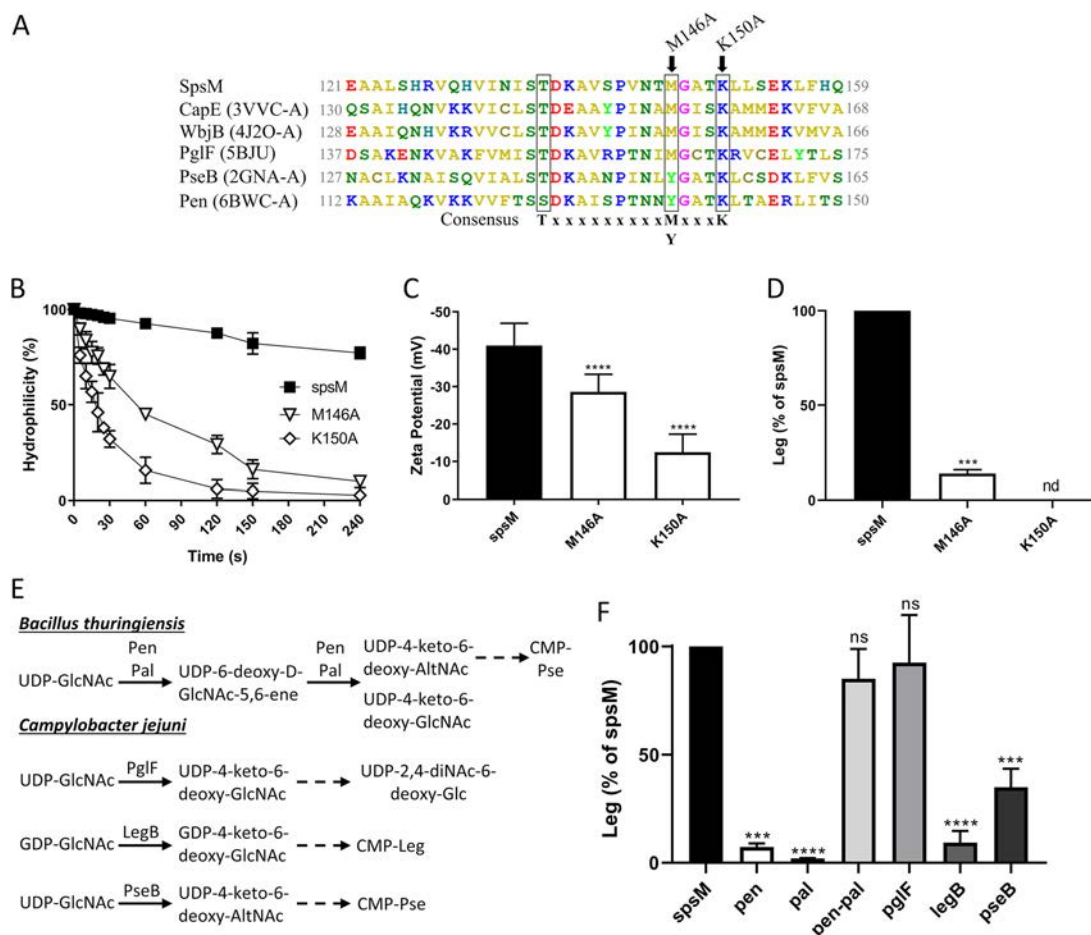 A
M146A K150A
SpsM 121 EAALSHRVQHVINISTDKAVSPVNTMGATKLLSEKLFHQ 159
CapE (3VVC-A) 130 QSAIHQNVKKVICLSTDEAAYPINAMGISKAMMEKVMVA 168
WbjB (4J2O-A) 128 EAAIQNHVKRVVCLSTDKAVYPINAMGISKAMMEKVMVA 166
PglF (5BJU) 137 DSAKENKVAKFVMISTDKAVRPTNIMGCTKRVCELYTLS 175
PseB (2GNA-A) 127 NACLKNAISQVIALSTDKAANPINLYGATKLCSDKLFVS 165
Pen (6BWC-A) 112 KAAIAQKVKKVVFTSSDKAISPTNNYGATKLTAERLITS 150
Consensus T x x x x x x x x x M x x x K
Y
B
Hydrophilicity (%)
100
50
0
0 30 60 90 120 150 180 210 240
Time (s)
spsM
M146A
K150A
C
Zeta Potential (mV)
-50
-40
-30
-20
-10
0
****
****
spsM M146A K150A
D
Leg (% of spsM)
100
50
0
***
nd
spsM M146A K150A
E
Bacillus thuringiensis
UDP-GlcNAc
Pen
Pal
UDP-6-deoxy-D-
GlcNAc-5,6-ene
Pen
Pal
UDP-4-keto-6-
deoxy-AltNAc
UDP-4-keto-6-
deoxy-GlcNAc
CMP-
Pse
Campylobacter jejuni
UDP-GlcNAc
PglF
UDP-4-keto-6-
deoxy-GlcNAc
UDP-2,4-diNAc-6-
deoxy-Glc
GDP-GlcNAc
LegB
GDP-4-keto-6-
deoxy-GlcNAc
CMP-Leg
UDP-GlcNAc
PseB
UDP-4-keto-6-
deoxy-AltNAc
CMP-Pse
F
Leg (% of spsM)
100
50
0
***
****
ns
ns
****
***
spsM pen pal pen-pal pglF legB pseB